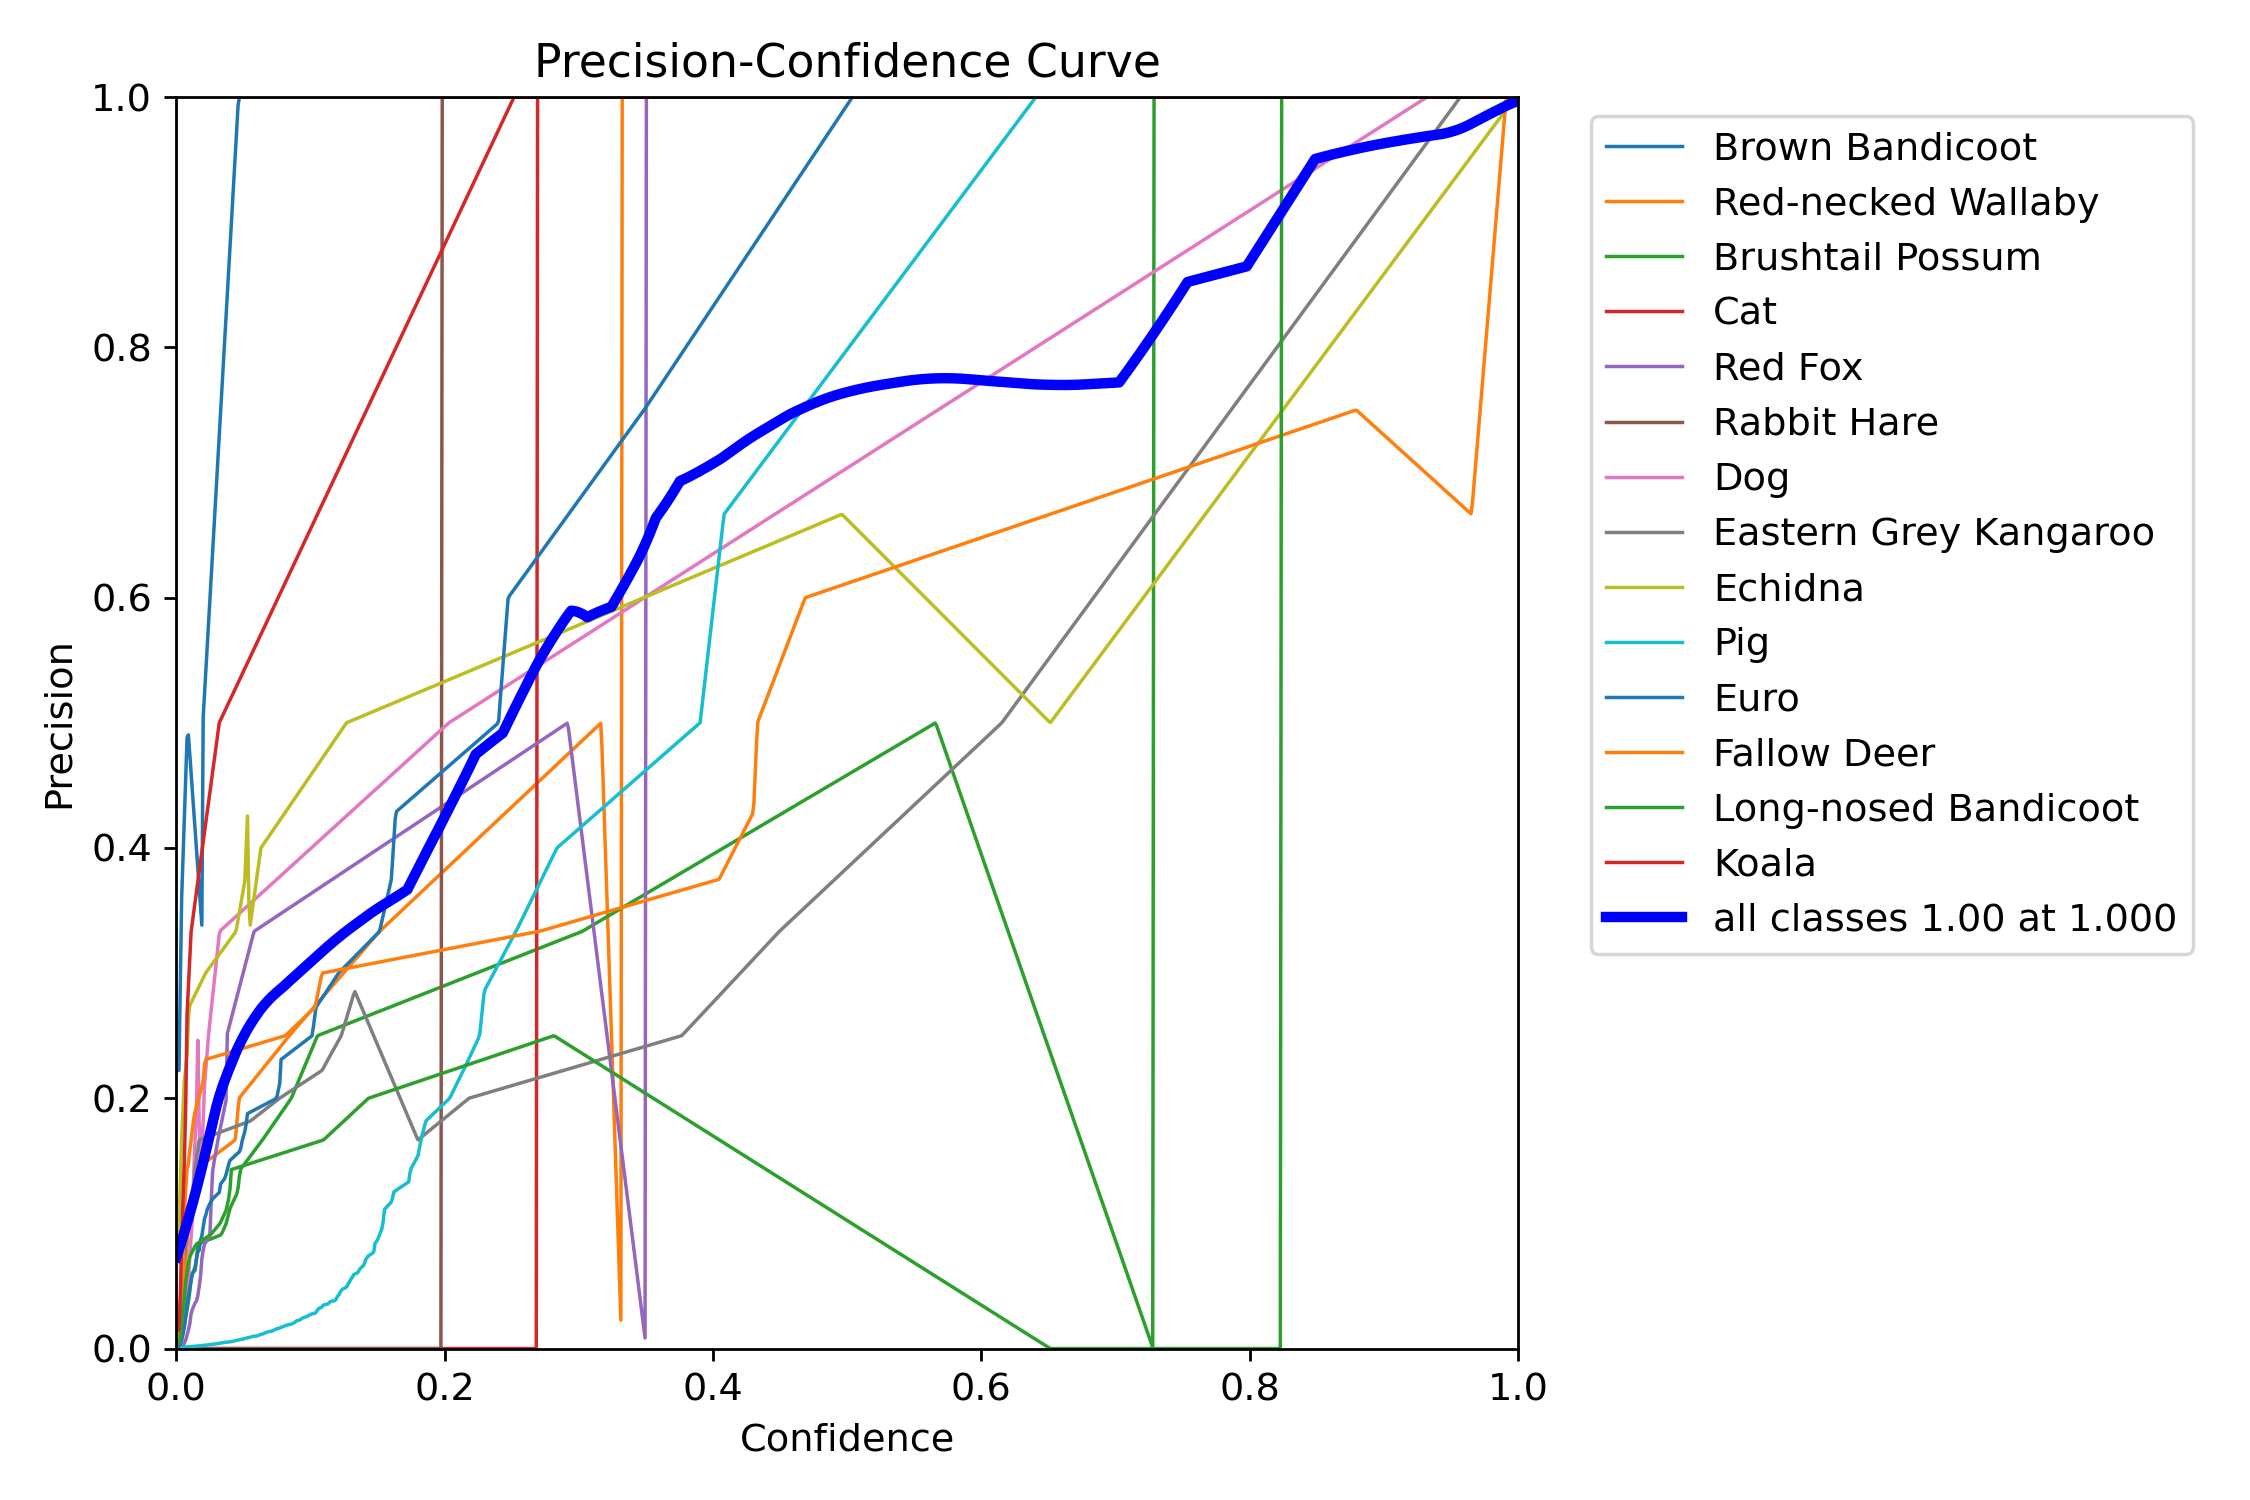 Precision-Confidence Curve
1.0
0.8
0.6
0.4
0.2
0.0
Precision
0.0 0.2 0.4 0.6 0.8 1.0
Confidence
Brown Bandicoot
Red-necked Wallaby
Brushtail Possum
Cat
Red Fox
Rabbit Hare
Dog
Eastern Grey Kangaroo
Echidna
Pig
Euro
Fallow Deer
Long-nosed Bandicoot
Koala
all classes 1.00 at 1.000